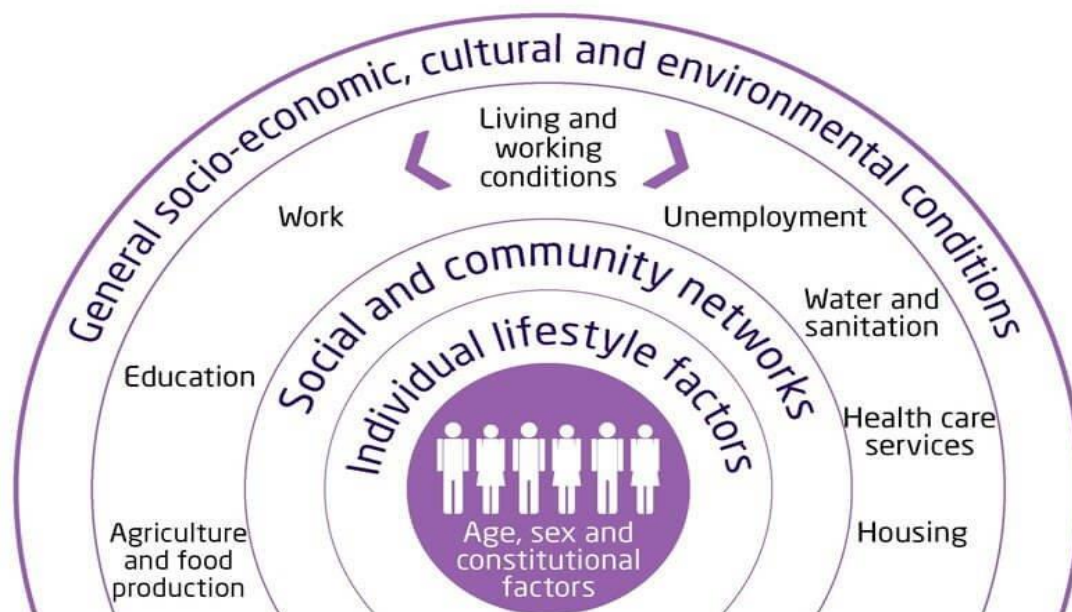 General socio-economic, cultural and environmental conditions
Living and
working
conditions
Work
Unemployment
Social and community networks
Water and
sanitation
Individual lifestyle factors
Education
Health care
services
Agriculture
and food
production
Housing
Age, sex and
constitutional
factors